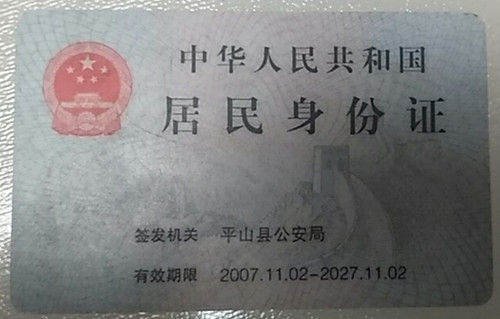 中华人民共和国
居民身份证
签发机关 平山县公安局
有效期限 2007.11.02-2027.11.02